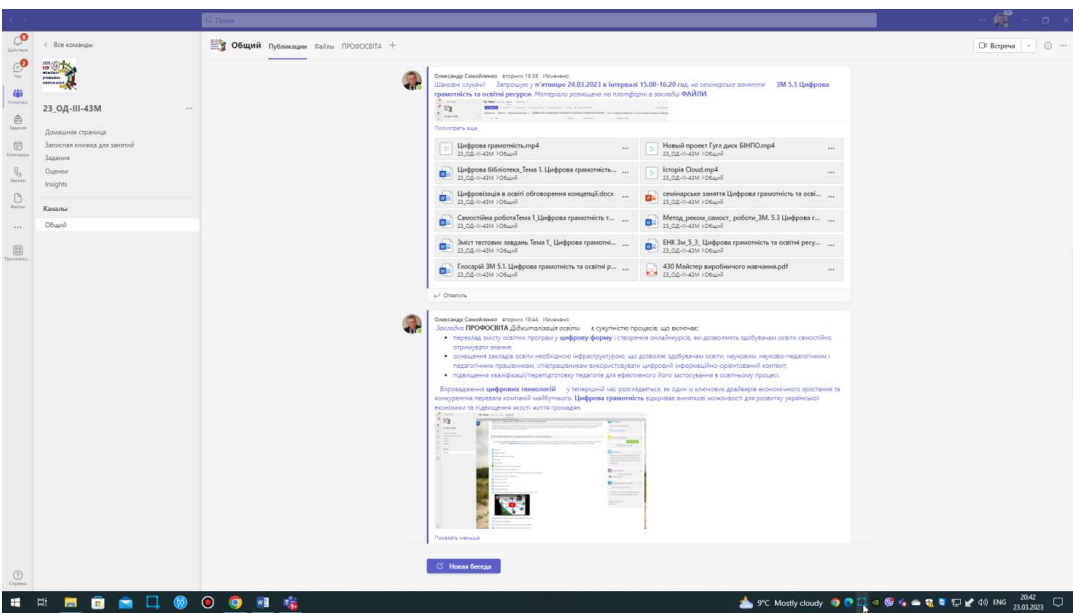 Поиск
Действия
Чат
Команды
Задания
Календарь
Звонки
Файлы
Справка
Все команды
23_ОД-ІІІ-43М
Домашняя страница
Записная книжка для занятий
Задания
Оценки
Insights
Каналы
Общий
Общий Публикации Файлы ПРОФОСВІТА +
Встреча
Олександр Самойленко вторник 19:38 Изменено
Шановні слухачі! Запрошую у п'ятницю 24.03.2023 в інтервалі 15.00-16.20 год. на семінарське заняття ЗМ 5.3 Цифрова
грамотність та освітні ресурси. Матеріали розміщено на платформі в закладці ФАЙЛИ.
Посмотреть еще
Цифрова грамотність.mp4
23_ОД-ІІІ-43М >Общий
Новый проект Гугл диск БІНПО.mp4
23_ОД-ІІІ-43М >Общий
Цифрова бібліотека_Тема 1. Цифрова грамотність...
23_ОД-ІІІ-43М >Общий
Історія Cloud.mp4
23_ОД-ІІІ-43М >Общий
Цифровізація в освіті обговорення концепції.docx
23_ОД-ІІІ-43М >Общий
семінарське заняття Цифрова грамотність та осві...
23_ОД-ІІІ-43М >Общий
Самостійна роботаТема 1_Цифрова грамотність т...
23_ОД-ІІІ-43М >Общий
Метод_реком_самост_ роботи_ЗМ. 5.3 Цифрова г...
23_ОД-ІІІ-43М >Общий
Зміст тестових завдань Тема 1_ Цифрова грамотні...
23_ОД-ІІІ-43М >Общий
ЕНК Зм_5_3_ Цифрова грамотність та освітні ресу...
23_ОД-ІІІ-43М >Общий
Глосарій ЗМ 5.1. Цифрова грамотність та освітні р...
23_ОД-ІІІ-43М >Общий
430 Майстер виробничого навчання.pdf
23_ОД-ІІІ-43М >Общий
Ответить
Олександр Самойленко вторник 18:44 Изменено
Закладка ПРОФОСВІТА Діджиталізація освіти є сукупністю процесів, що включає:
• переклад змісту освітніх програм у цифрову форму і створення онлайнкурсів, які дозволяють здобувачам освіти самостійно
отримувати знання;
• оснащення закладів освіти необхідною інфраструктурою, що дозволяє здобувачам освіти, науковим, науково-педагогічним і
педагогічним працівникам, співпрацівникам використовувати цифровий інформаційно-орієнтований контент;
• підвищення кваліфікації/перепідготовку педагогів для ефективного його застосування в освітньому процесі.
Впровадження цифрових технологій у теперішній час розглядається, як один із ключових драйверів економічного зростання та
конкурентна перевага компаній майбутнього. Цифрова грамотність відкриває виняткові можливості для розвитку української
економіки та підвищення якості життя громадян.
Показать меньше
Новая беседа
9°C Mostly cloudy
ENG
20:42
23.03.2023